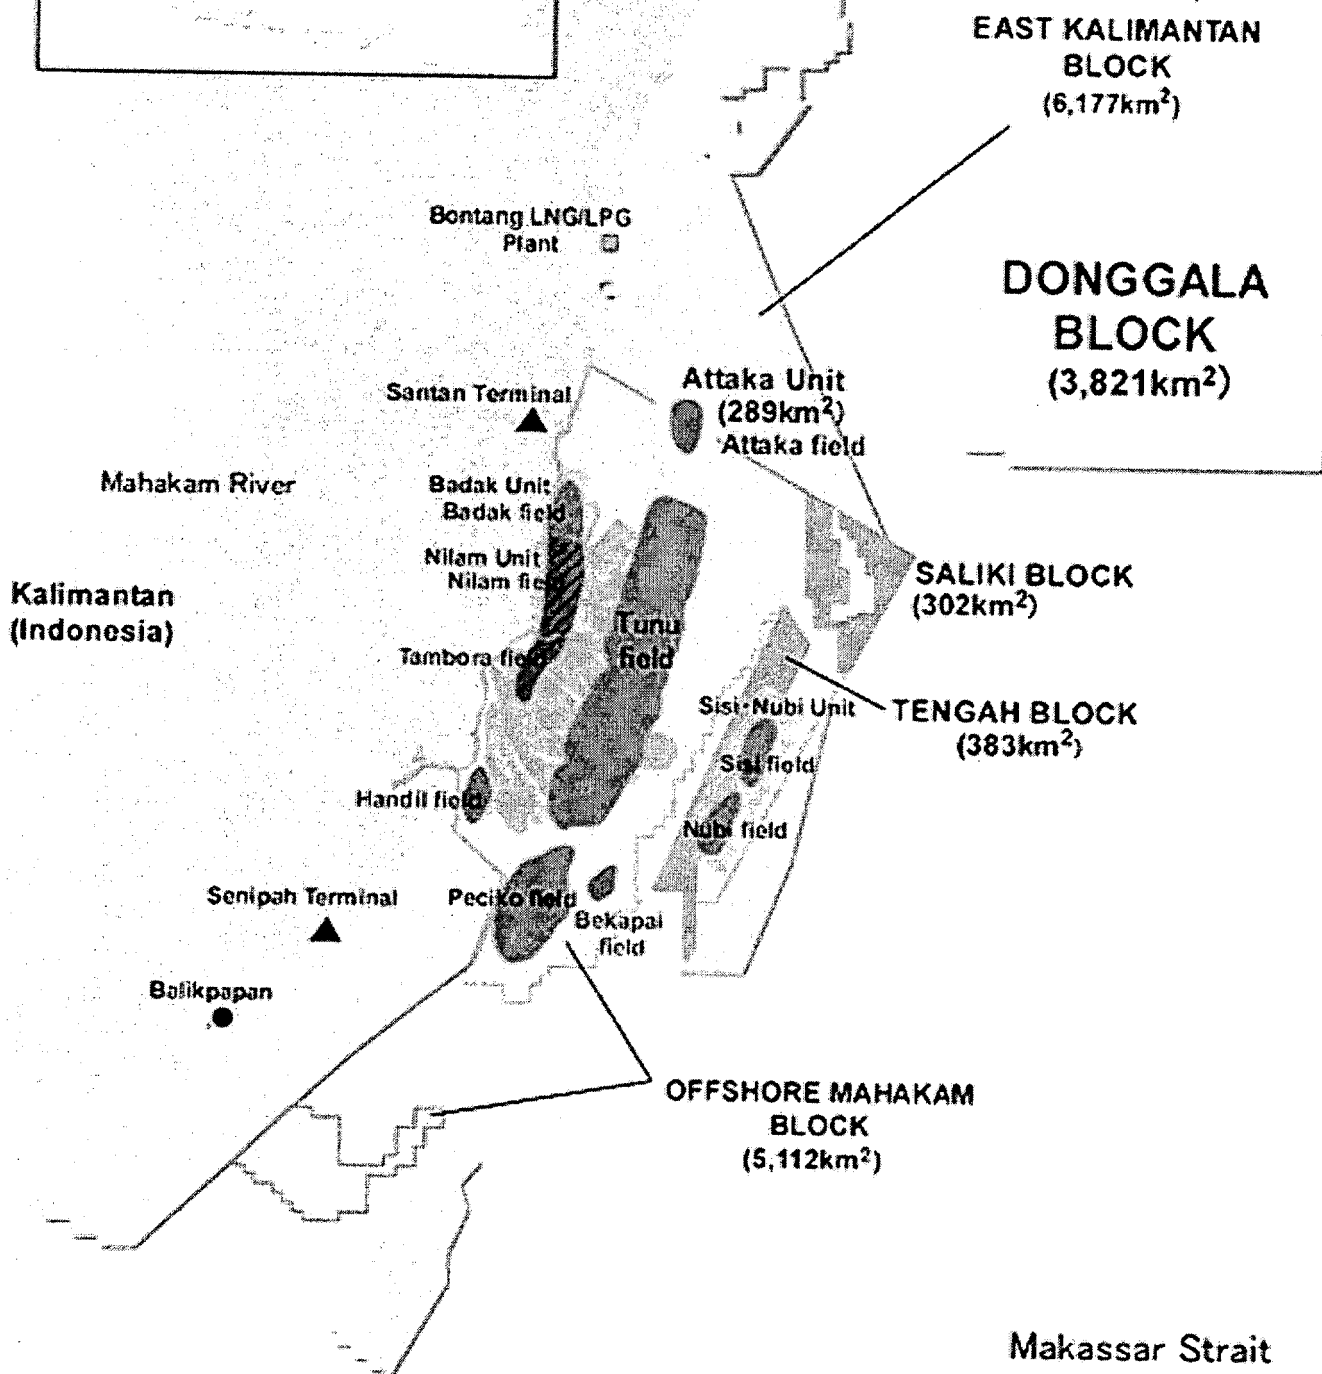 EAST KALIMANTAN
BLOCK
(6,177km²)
Bontang LNG/LPG
Plant
DONGGALA
BLOCK
(3,821km²)
Attaka Unit
(289km²)
Attaka field
Santan Terminal
Mahakam River
Badak Unit
Badak field
Nilam Unit
Nilam field
Kalimantan
(Indonesia)
SALIKI BLOCK
(302km²)
Tunu
field
Tambora field
Sisi·Nubi Unit
TENGAH BLOCK
(383km²)
Sisi field
Handil field
Nubi field
Senipah Terminal
Peciko field
Bekapai
field
Balikpapan
OFFSHORE MAHAKAM
BLOCK
(5,112km²)
Makassar Strait